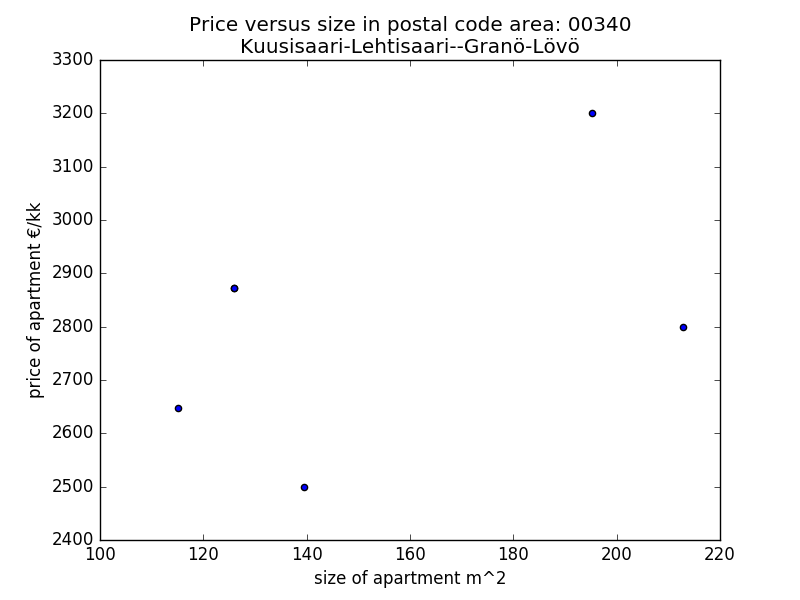 Price versus size in postal code area: 00340
Kuusisaari-Lehtisaari--Granö-Lövö
3300
3200
3100
3000
2900
2800
2700
2600
2500
2400
price of apartment €/kk
100 120 140 160 180 200 220
size of apartment m^2